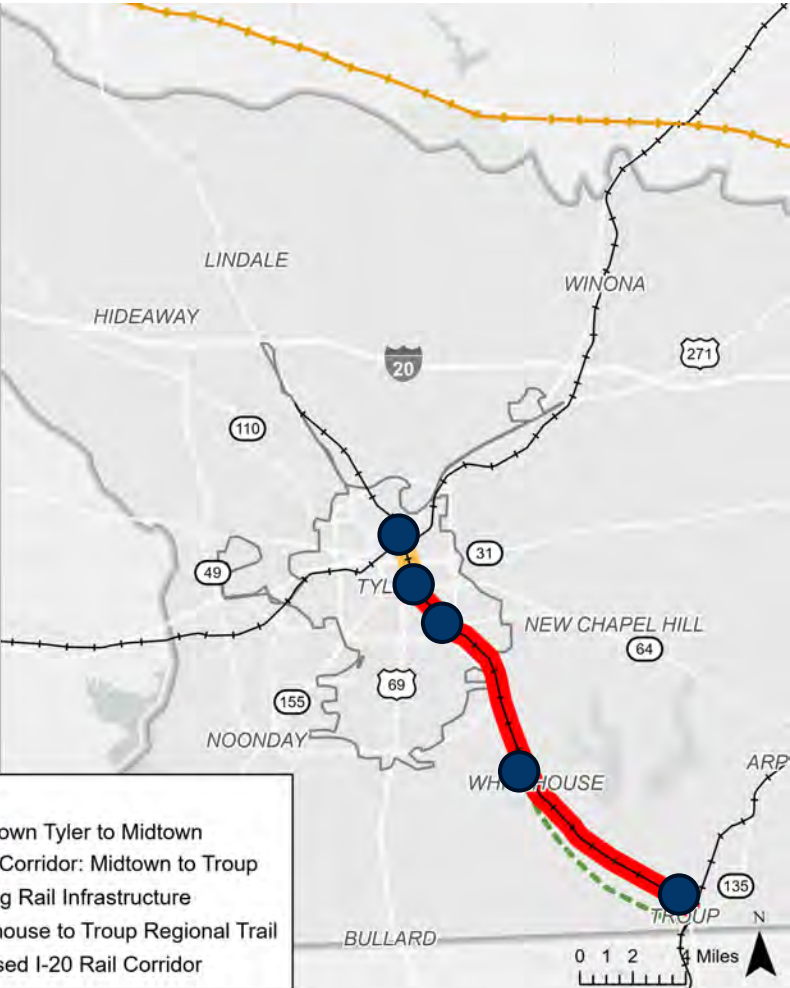 LINDALE
WINONA
HIDEAWAY
271
20
110
31
49
TYL
NEW CHAPEL HILL
64
69
155
NOONDAY
ARP
WH HOUSE
own Tyler to Midtown
Corridor: Midtown to Troup
g Rail Infrastructure
house to Troup Regional Trail
sed I-20 Rail Corridor
135
TROUP
N
BULLARD
0 1 2 4 Miles